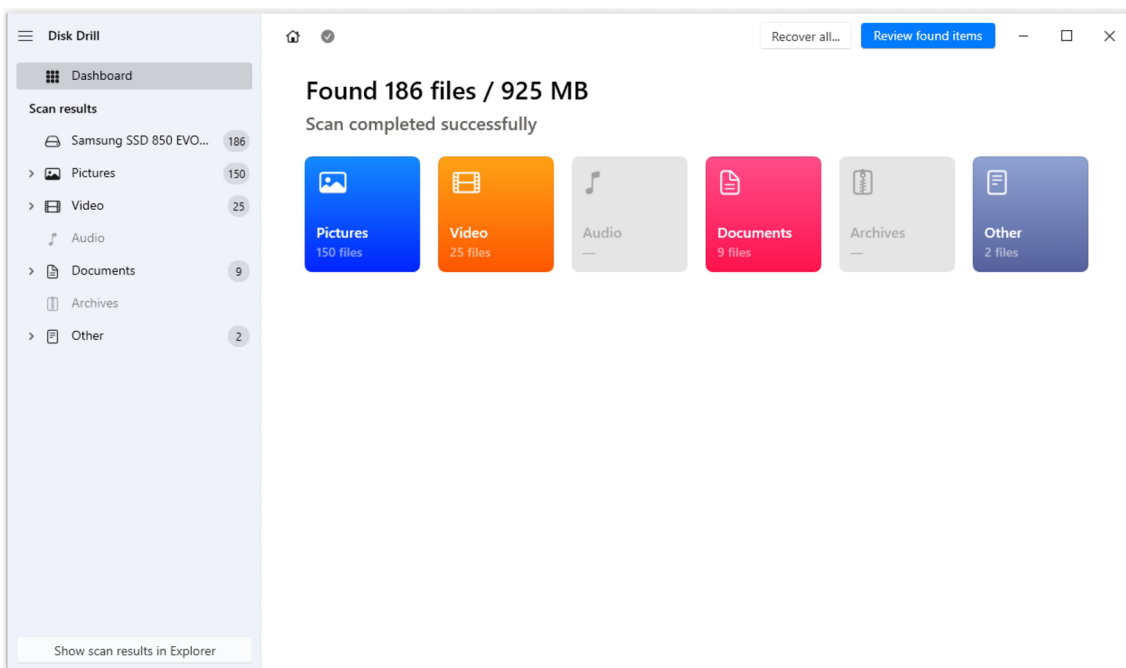 Disk Drill
Recover all...
Review found items
Dashboard
Scan results
Samsung SSD 850 EVO... 186
Pictures 150
Video 25
Audio
Documents 9
Archives
Other 2
Show scan results in Explorer
Found 186 files / 925 MB
Scan completed successfully
Pictures
150 files
Video
25 files
Audio
—
Documents
9 files
Archives
—
Other
2 files